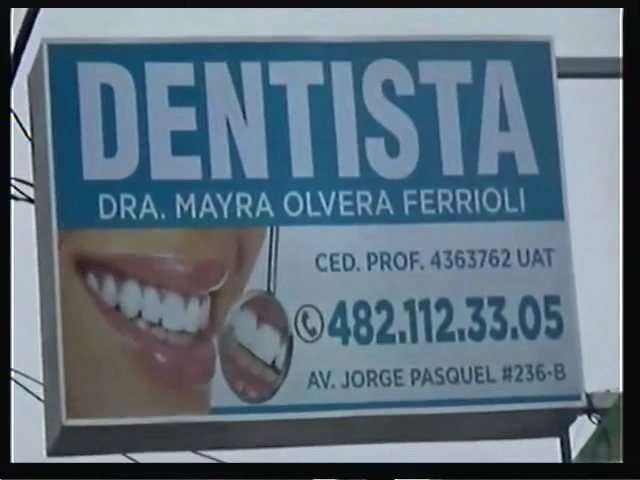 DENTISTA
DRA. MAYRA OLVERA FERRIOLI
CED. PROF. 4363762 UAT
482.112.33.05
AV. JORGE PASQUEL #236-B